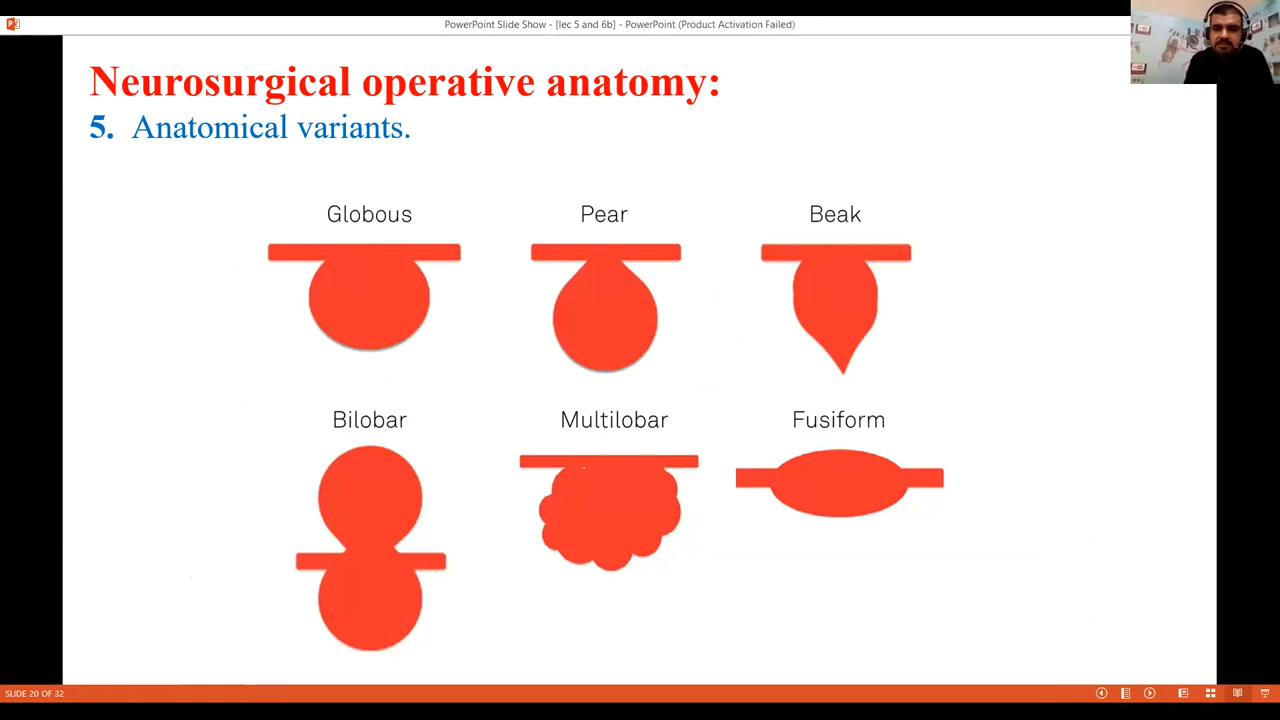 PowerPoint Slide Show - [lec 5 and 6b] - PowerPoint (Product Activation Failed)
Neurosurgical operative anatomy:
5. Anatomical variants.
Globous Pear Beak
Bilobar Multilobar Fusiform
SLIDE 20 OF 32